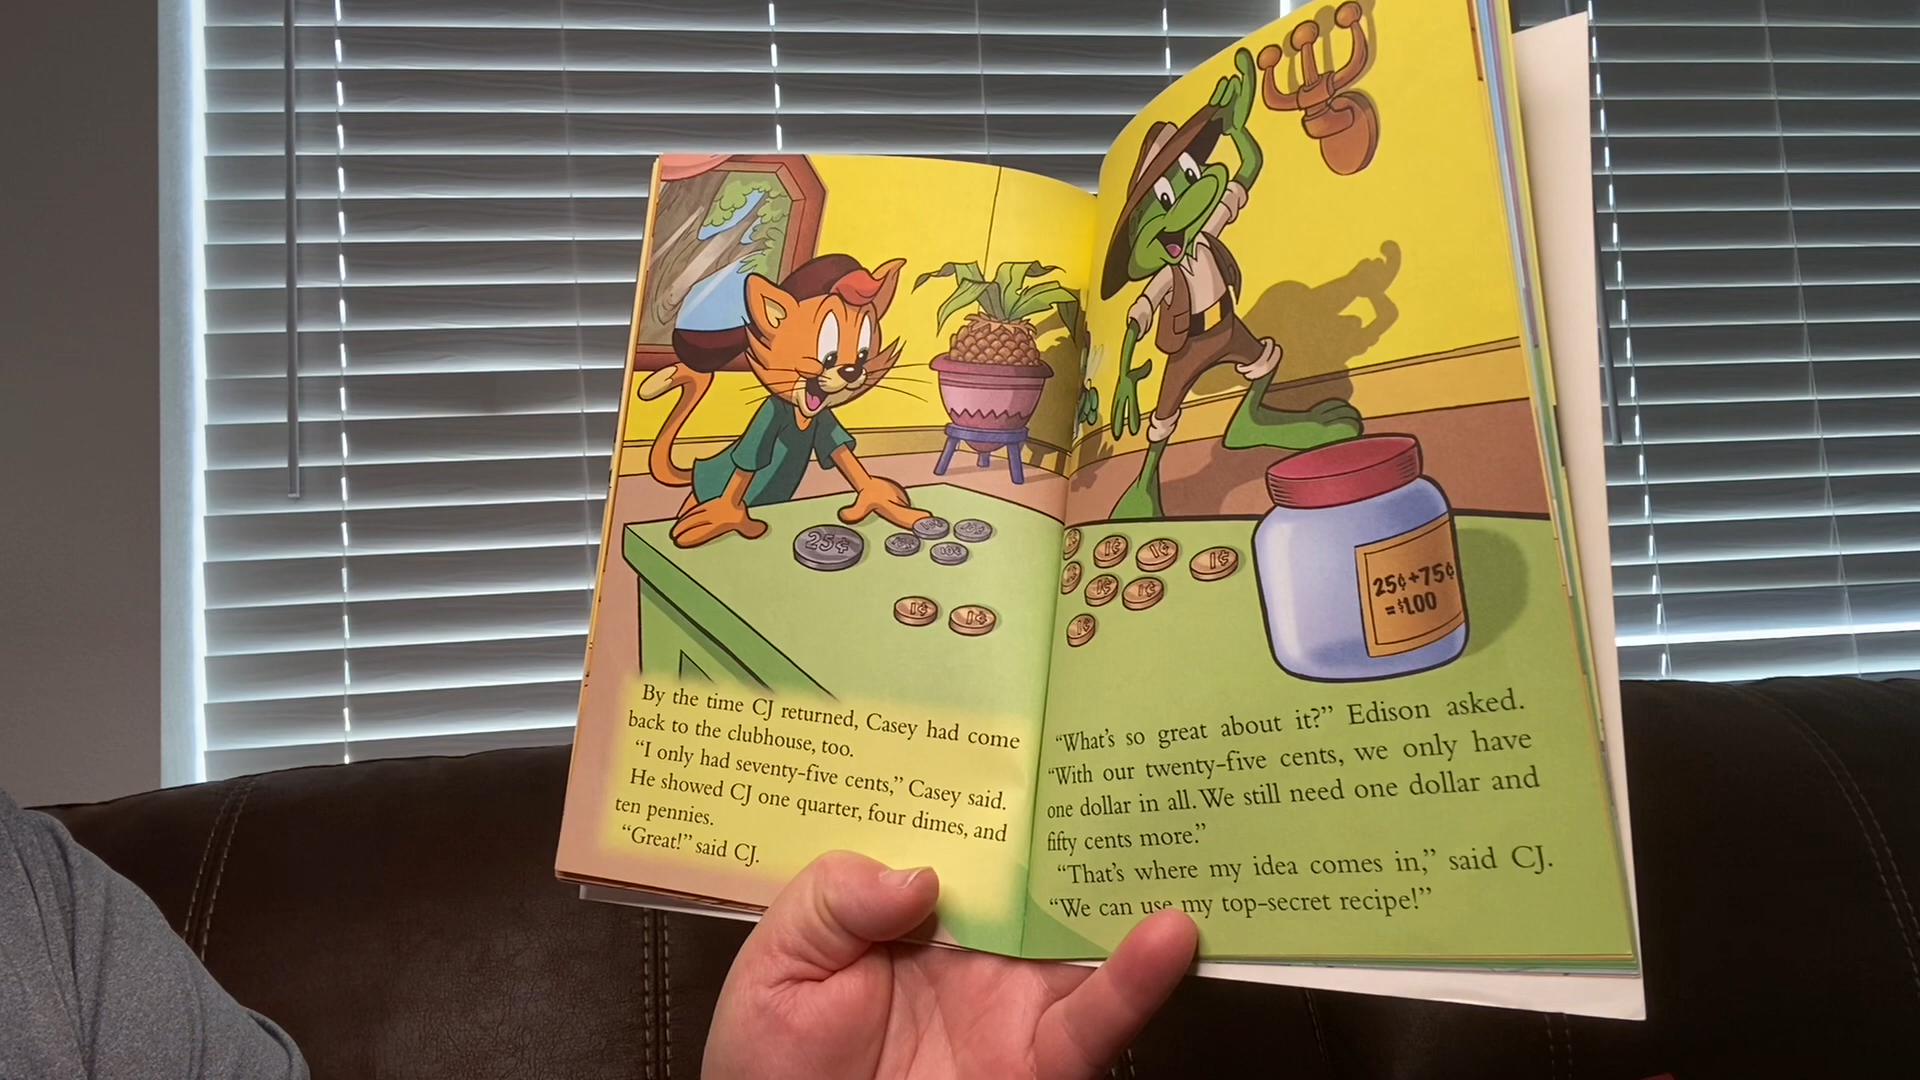 25¢
10¢
10¢
1¢
1¢
By the time CJ returned, Casey had come
back to the clubhouse, too.
“I only had seventy-five cents,” Casey said.
He showed CJ one quarter, four dimes, and
ten pennies.
“Great!” said CJ.
1¢
1¢
1¢
1¢
1¢
1¢
25¢+75¢
=$1.00
“What's so great about it?” Edison asked.
“With our twenty-five cents, we only have
one dollar in all. We still need one dollar and
fifty cents more.”
“That's where my idea comes in,” said CJ.
“We can use my top-secret recipe!”